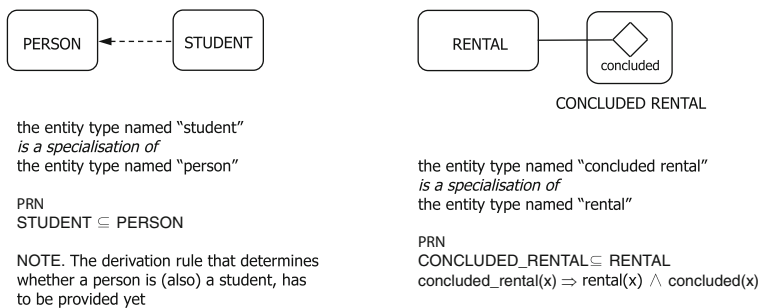 PERSON
STUDENT
the entity type named “student”
is a specialisation of
the entity type named “person”
PRN
STUDENT ⊆ PERSON
NOTE. The derivation rule that determines
whether a person is (also) a student, has
to be provided yet
RENTAL
concluded
CONCLUDED RENTAL
the entity type named “concluded rental”
is a specialisation of
the entity type named “rental”
PRN
CONCLUDED_RENTAL⊆ RENTAL
concluded_rental(x) ⇒ rental(x) ∧ concluded(x)